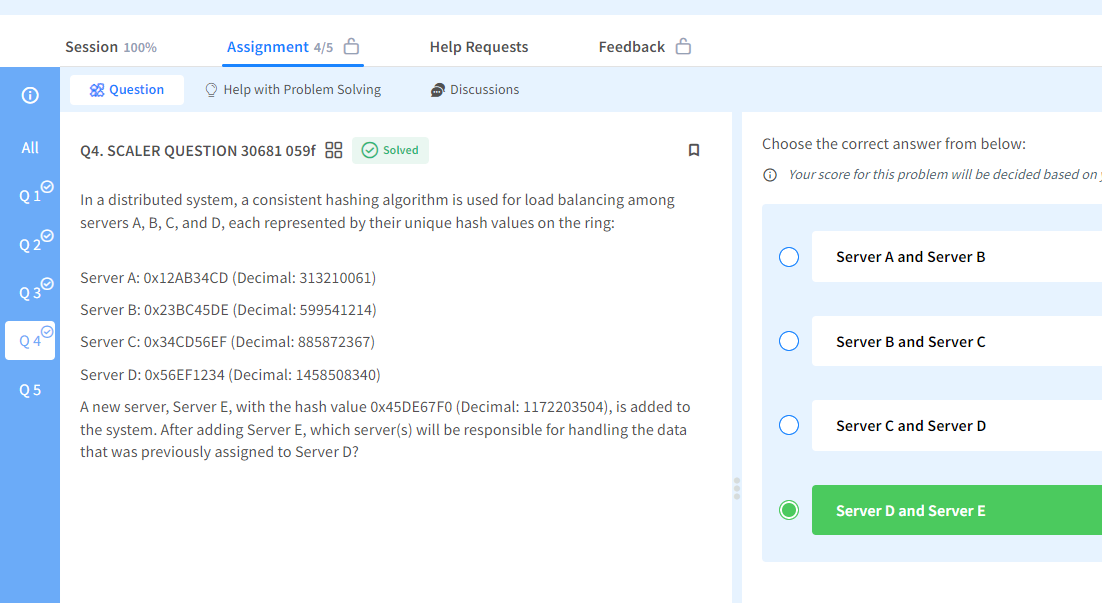 Session 100%
Assignment 4/5
Help Requests
Feedback
Question
Help with Problem Solving
Discussions
All
Q 1
Q 2
Q 3
Q 4
Q 5
Q4. SCALER QUESTION 30681 059f
Solved
In a distributed system, a consistent hashing algorithm is used for load balancing among
servers A, B, C, and D, each represented by their unique hash values on the ring:
Server A: 0x12AB34CD (Decimal: 313210061)
Server B: 0x23BC45DE (Decimal: 599541214)
Server C: 0x34CD56EF (Decimal: 885872367)
Server D: 0x56EF1234 (Decimal: 1458508340)
A new server, Server E, with the hash value 0x45DE67F0 (Decimal: 1172203504), is added to
the system. After adding Server E, which server(s) will be responsible for handling the data
that was previously assigned to Server D?
Choose the correct answer from below:
Your score for this problem will be decided based on
Server A and Server B
Server B and Server C
Server C and Server D
Server D and Server E